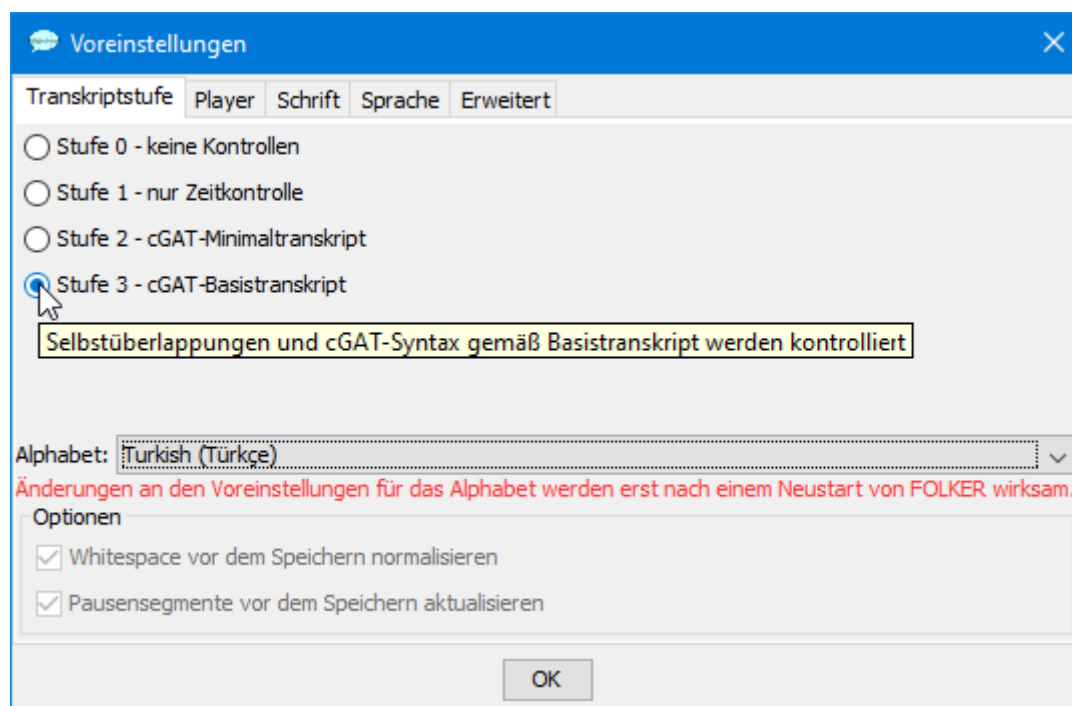 Voreinstellungen
Transkriptstufe Player Schrift Sprache Erweitert
Stufe 0 - keine Kontrollen
Stufe 1 - nur Zeitkontrolle
Stufe 2 - cGAT-Minimaltranskript
Stufe 3 - cGAT-Basistranskript
Selbstüberlappungen und cGAT-Syntax gemäß Basistranskript werden kontrolliert
Alphabet: Turkish (Türkçe)
Änderungen an den Voreinstellungen für das Alphabet werden erst nach einem Neustart von FOLKER wirksam.
Optionen
Whitespace vor dem Speichern normalisieren
Pausensegmente vor dem Speichern aktualisieren
OK